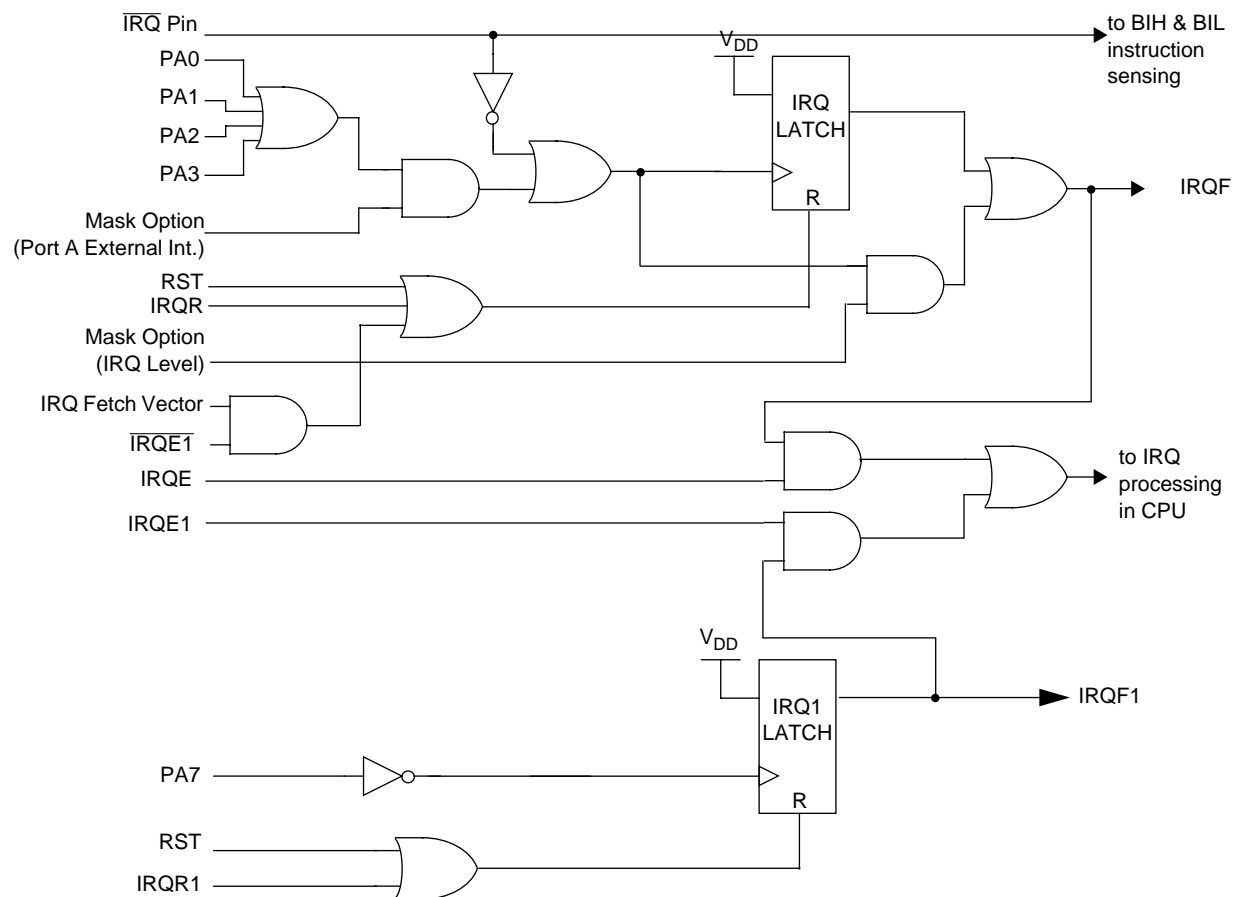 IRQ Pin
to BIH & BIL
instruction
sensing
PA0
PA1
PA2
PA3
VDD
IRQ
LATCH
R
IRQF
Mask Option
(Port A External Int.)
RST
IRQR
Mask Option
(IRQ Level)
IRQ Fetch Vector
IRQE1
IRQE
IRQE1
to IRQ
processing
in CPU
VDD
IRQ1
LATCH
R
IRQF1
PA7
RST
IRQR1